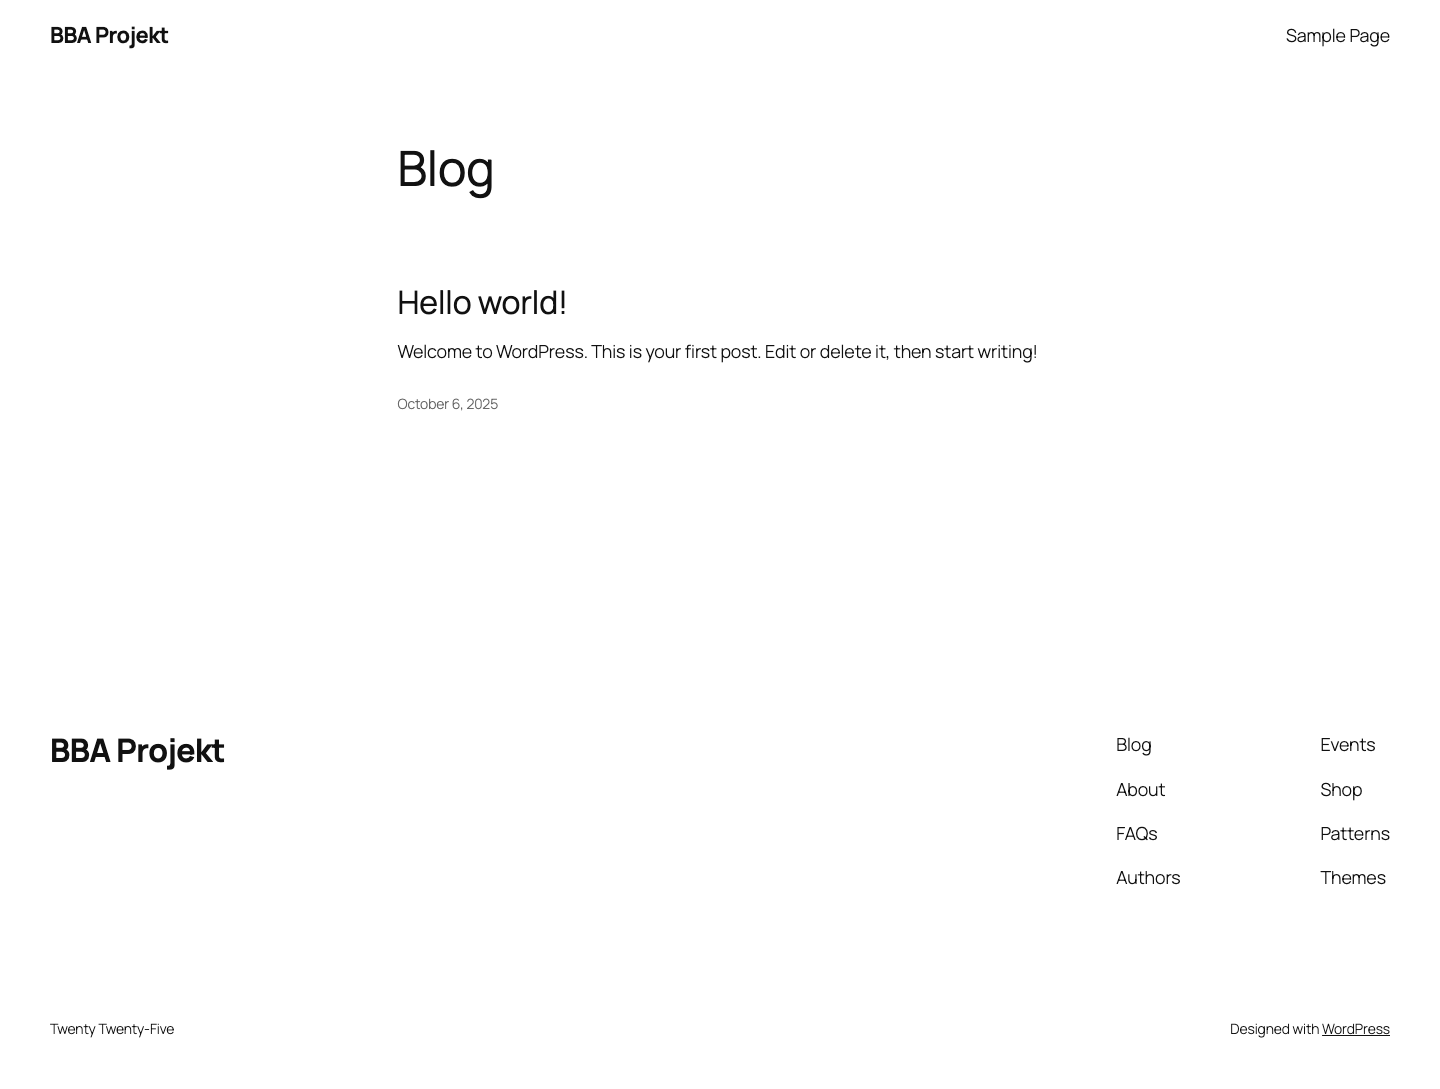 BBA Projekt
Sample Page
Blog
Hello world!
Welcome to WordPress. This is your first post. Edit or delete it, then start writing!
October 6, 2025
BBA Projekt
Blog
About
FAQs
Authors
Events
Shop
Patterns
Themes
Twenty Twenty-Five
Designed with WordPress